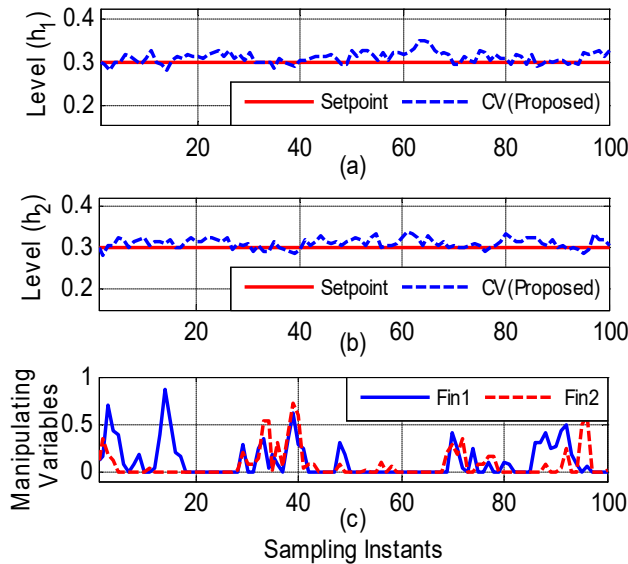 0.4
0.3
0.2
Level (h1)
Setpoint CV(Proposed)
20 40 60 80 100
(a)
0.4
0.3
0.2
Level (h2)
Setpoint CV(Proposed)
20 40 60 80 100
(b)
1
0.5
0
Manipulating
Variables
Fin1 Fin2
20 40 60 80 100
(c)
Sampling Instants